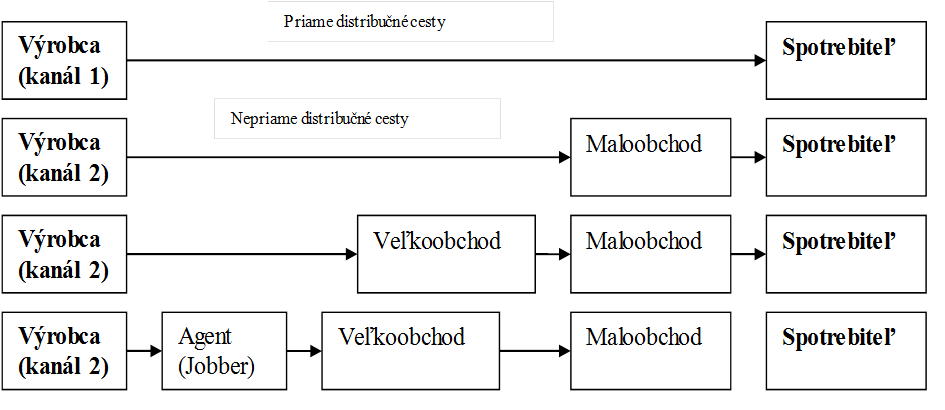 Priame distribučné cesty
Výrobca
(kanál 1)
Spotrebiteľ
Nepriame distribučné cesty
Výrobca
(kanál 2)
Maloobchod
Spotrebiteľ
Výrobca
(kanál 2)
Veľkoobchod
Maloobchod
Spotrebiteľ
Výrobca
(kanál 2)
Agent
(Jobber)
Veľkoobchod
Maloobchod
Spotrebiteľ